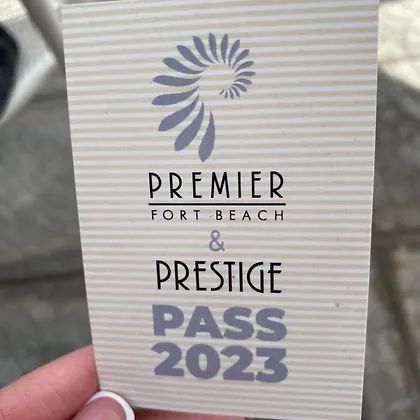 PREMIER
FORT BEACH
&
PRESTIGE
PASS
2023